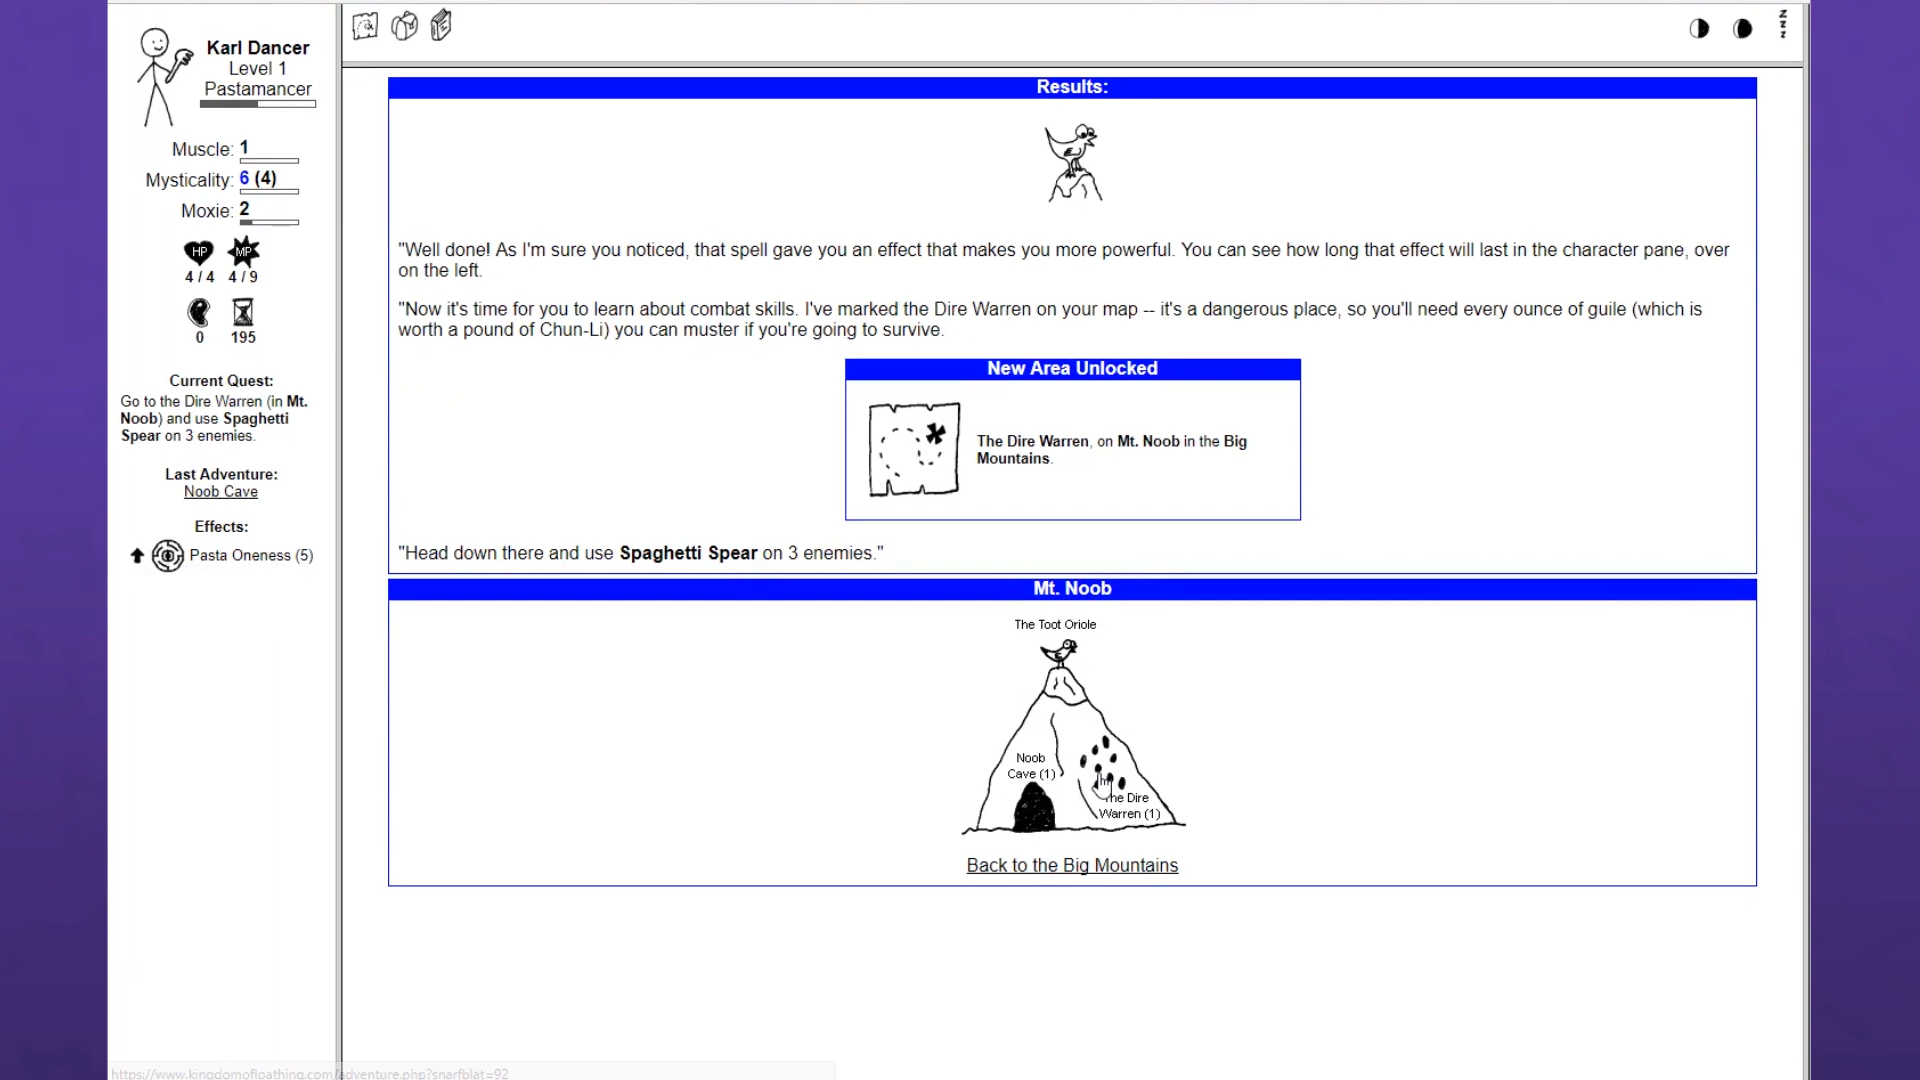 Karl Dancer
Level 1
Pastamancer
Muscle: 1
Mysticality: 6 (4)
Moxie: 2
HP MP
4 / 4 4 / 9
0 195
Current Quest:
Go to the Dire Warren (in Mt.
Noob) and use Spaghetti
Spear on 3 enemies.
Last Adventure:
Noob Cave
Effects:
Pasta Oneness (5)
z
z
z
Results:
"Well done! As I'm sure you noticed, that spell gave you an effect that makes you more powerful. You can see how long that effect will last in the character pane, over
on the left.
"Now it's time for you to learn about combat skills. I've marked the Dire Warren on your map -- it's a dangerous place, so you'll need every ounce of guile (which is
worth a pound of Chun-Li) you can muster if you're going to survive.
New Area Unlocked
The Dire Warren, on Mt. Noob in the Big
Mountains.
"Head down there and use Spaghetti Spear on 3 enemies."
Mt. Noob
The Toot Oriole
Noob
Cave (1)
The Dire
Warren (1)
Back to the Big Mountains
https://www.kingdomofloathing.com/adventure.php?snarfblat=92